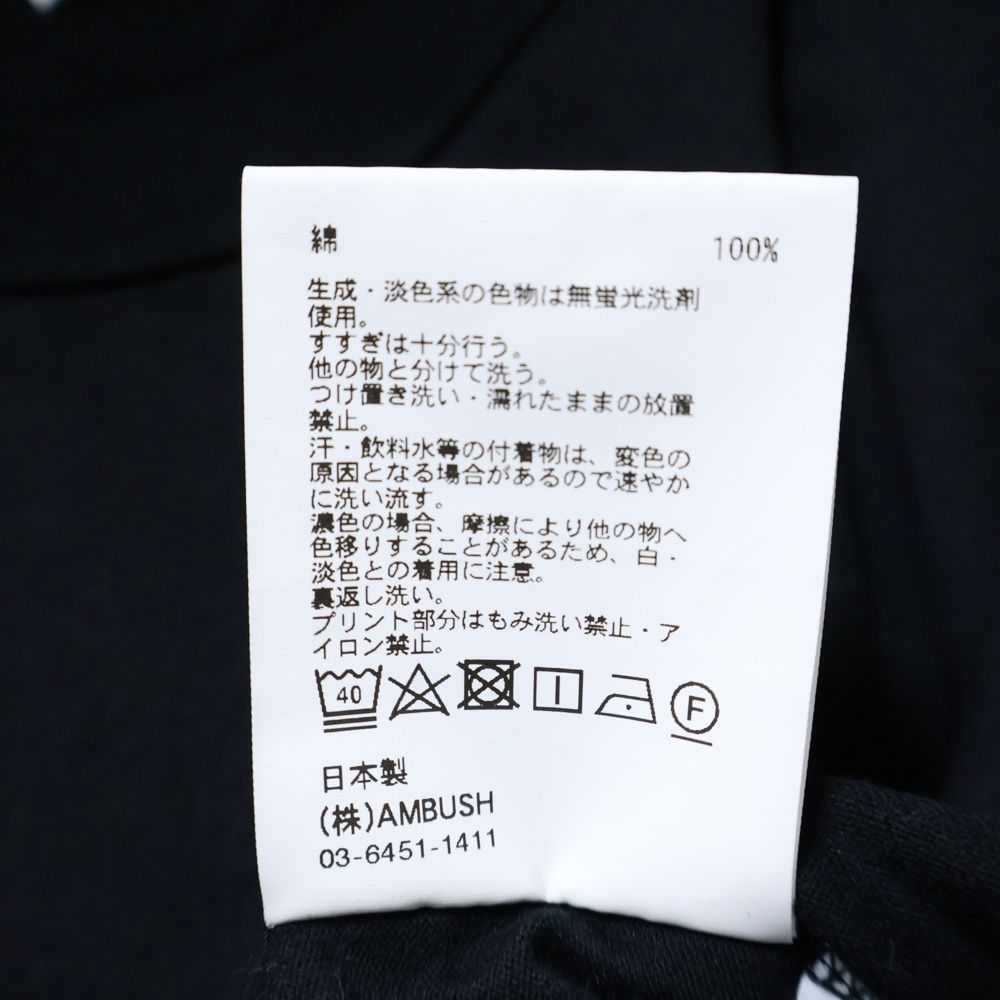 綿 100%
生成・淡色系の色物は無蛍光洗剤
使用。
すすぎは十分行う。
他の物と分けて洗う。
つけ置き洗い・濡れたままの放置
禁止。
汗・飲料水等の付着物は、変色の
原因となる場合があるので速やか
に洗い流す。
濃色の場合、摩擦により他の物へ
色移りすることがあるため、白・
淡色との着用に注意。
裏返し洗い。
プリント部分はもみ洗い禁止・ア
イロン禁止。
40
F
日本製
(株)AMBUSH
03-6451-1411